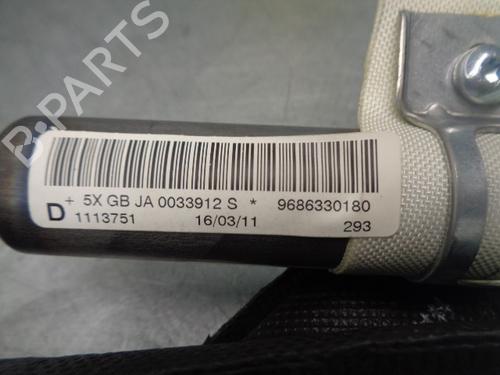 B-PARTS
+ 5X GB JA 0033912 S * 9686330180
D 1113751 16/03/11 293